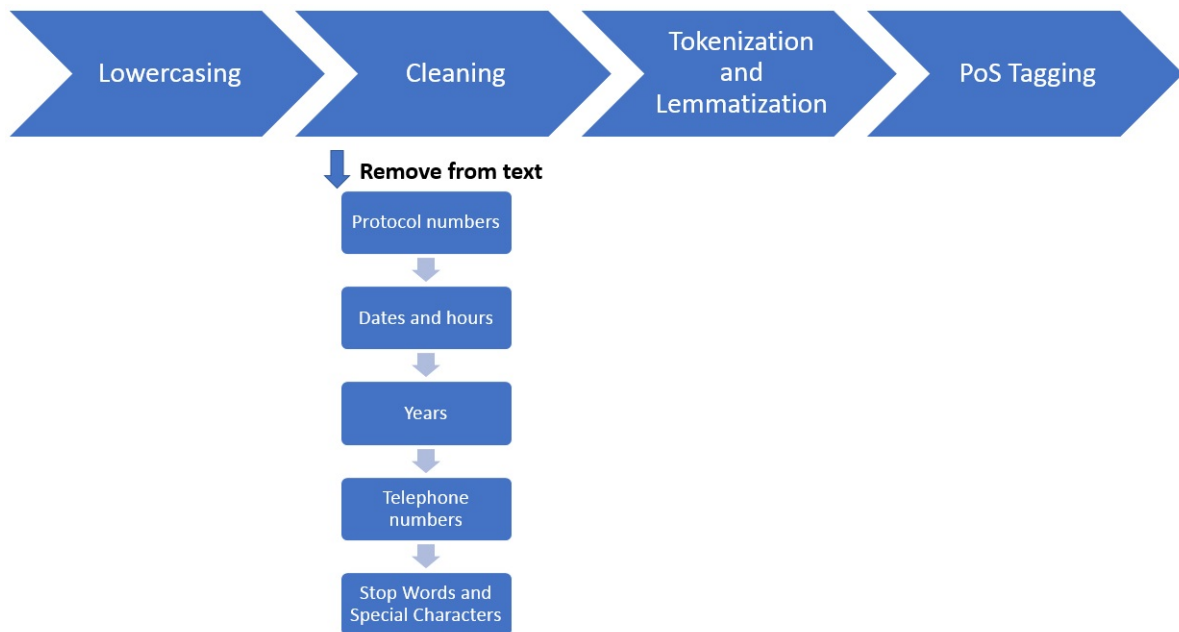 Lowercasing
Cleaning
Tokenization
and
Lemmatization
PoS Tagging
Remove from text
Protocol numbers
Dates and hours
Years
Telephone
numbers
Stop Words and
Special Characters